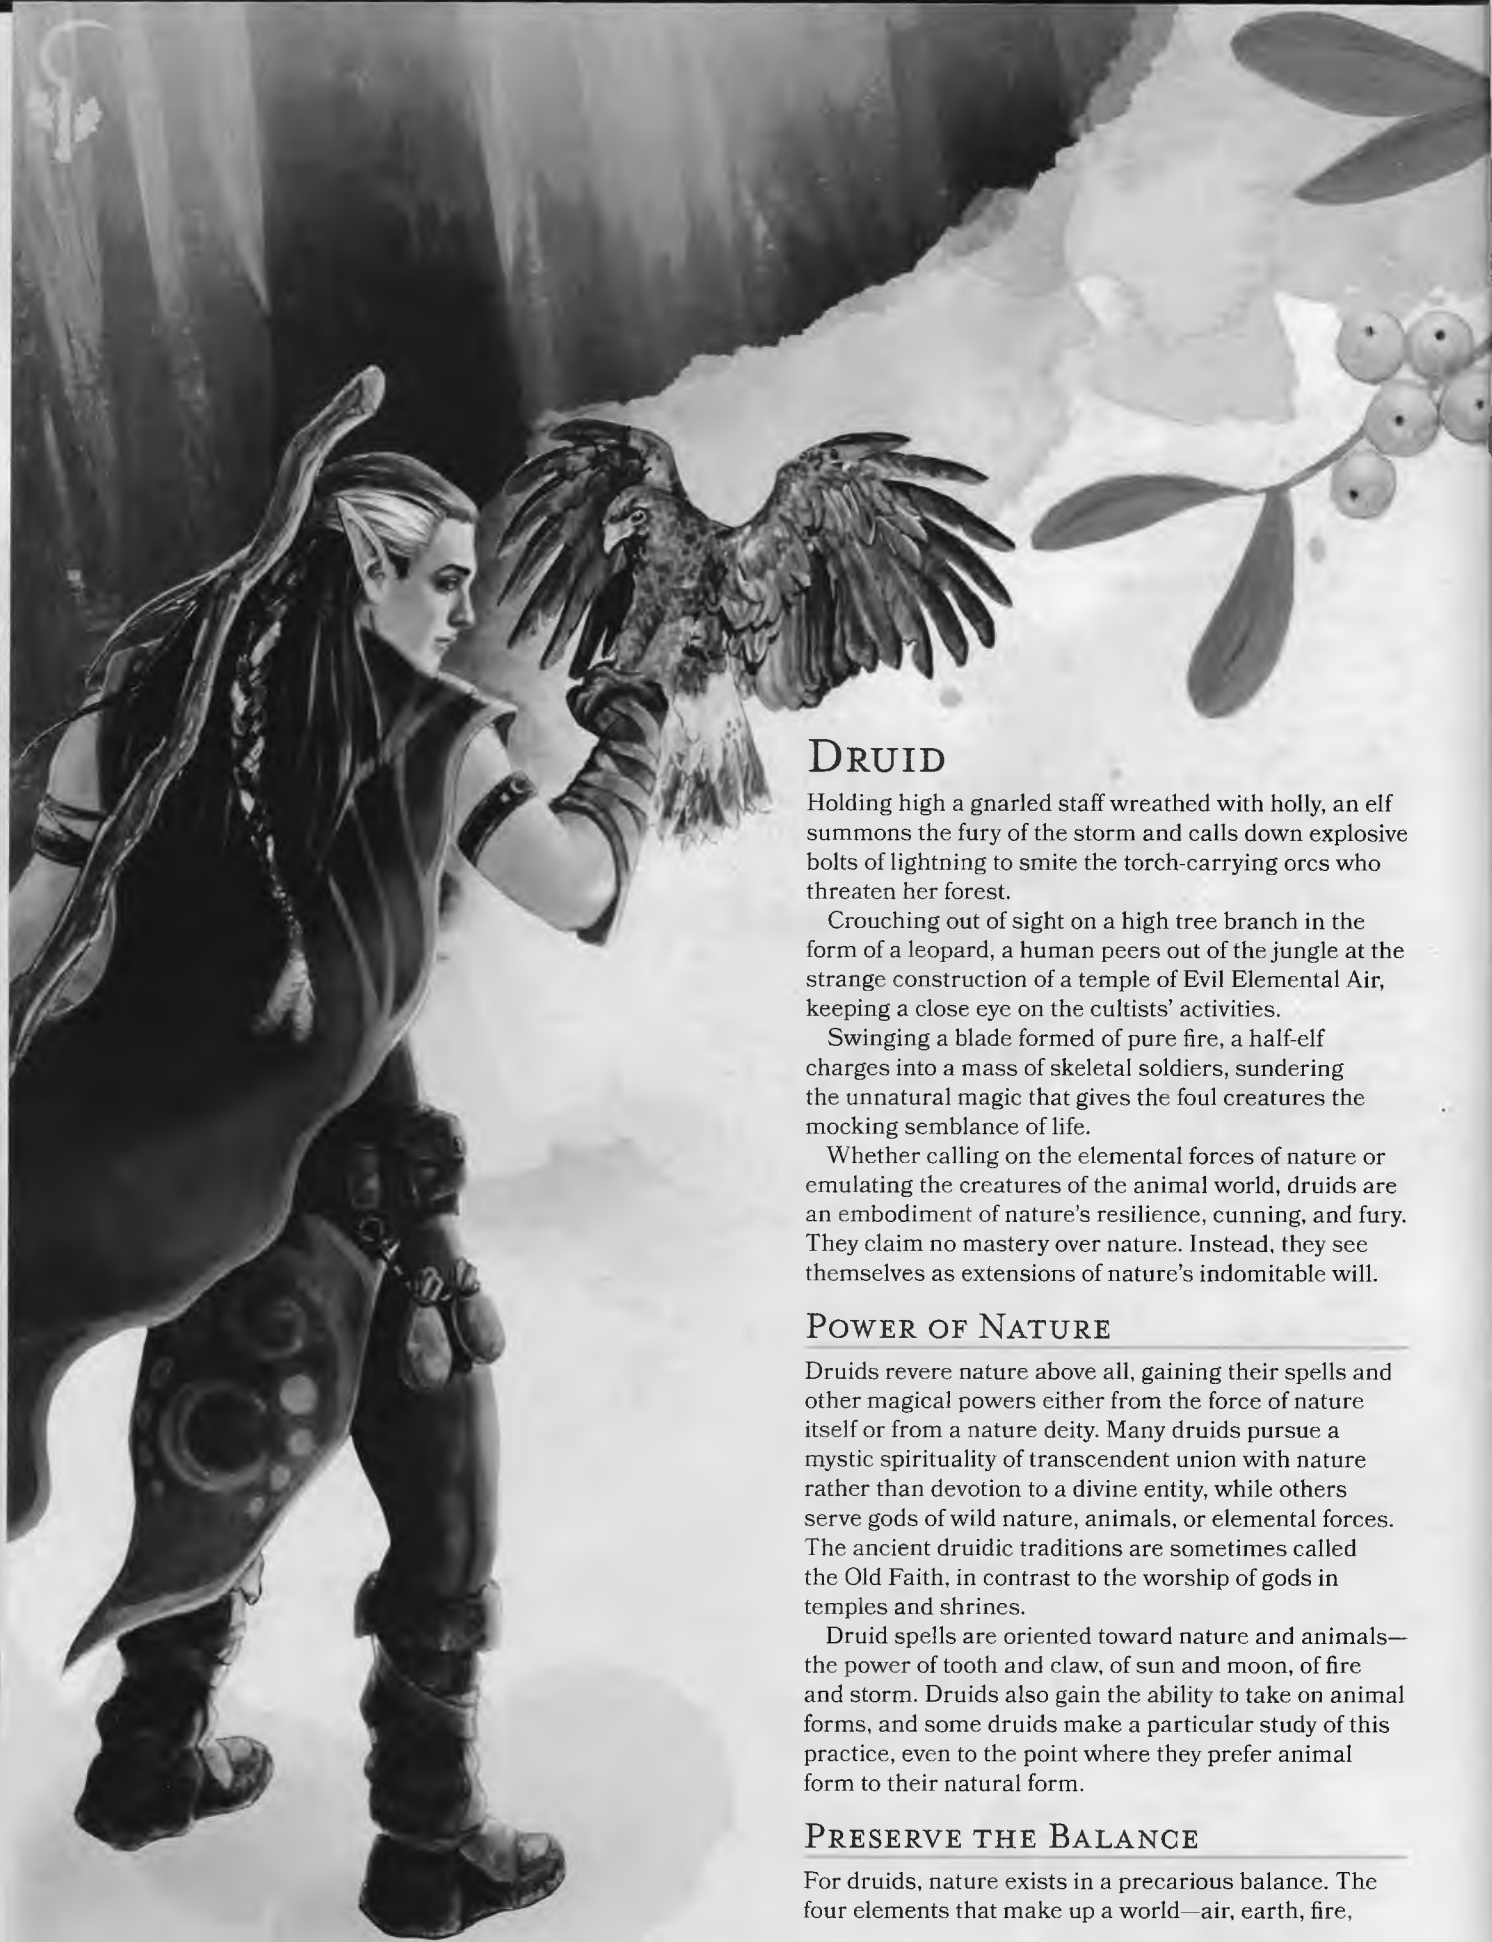 DRUID
Holding high a gnarled staff wreathed with holly, an elf
summons the fury of the storm and calls down explosive
bolts of lightning to smite the torch-carrying orcs who
threaten her forest.
Crouching out of sight on a high tree branch in the
form of a leopard, a human peers out of the jungle at the
strange construction of a temple of Evil Elemental Air,
keeping a close eye on the cultists' activities.
Swinging a blade formed of pure fire, a half-elf
charges into a mass of skeletal soldiers, sundering
the unnatural magic that gives the foul creatures the
mocking semblance of life.
Whether calling on the elemental forces of nature or
emulating the creatures of the animal world, druids are
an embodiment of nature's resilience, cunning, and fury.
They claim no mastery over nature. Instead, they see
themselves as extensions of nature's indomitable will.
POWER OF NATURE
Druids revere nature above all, gaining their spells and
other magical powers either from the force of nature
itself or from a nature deity. Many druids pursue a
mystic spirituality of transcendent union with nature
rather than devotion to a divine entity, while others
serve gods of wild nature, animals, or elemental forces.
The ancient druidic traditions are sometimes called
the Old Faith, in contrast to the worship of gods in
temples and shrines.
Druid spells are oriented toward nature and animals—
the power of tooth and claw, of sun and moon, of fire
and storm. Druids also gain the ability to take on animal
forms, and some druids make a particular study of this
practice, even to the point where they prefer animal
form to their natural form.
PRESERVE THE BALANCE
For druids, nature exists in a precarious balance. The
four elements that make up a world—air, earth, fire,